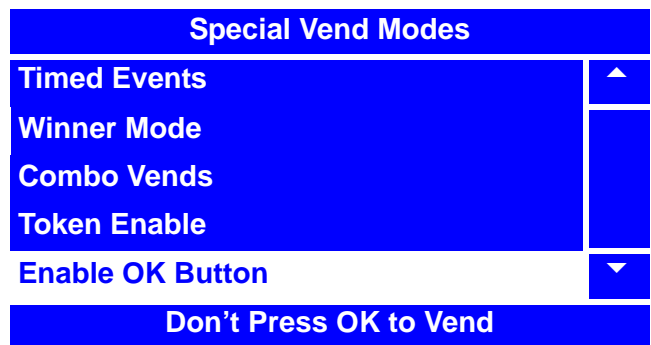 Special Vend Modes
Timed Events
Winner Mode
Combo Vends
Token Enable
Enable OK Button
Don’t Press OK to Vend